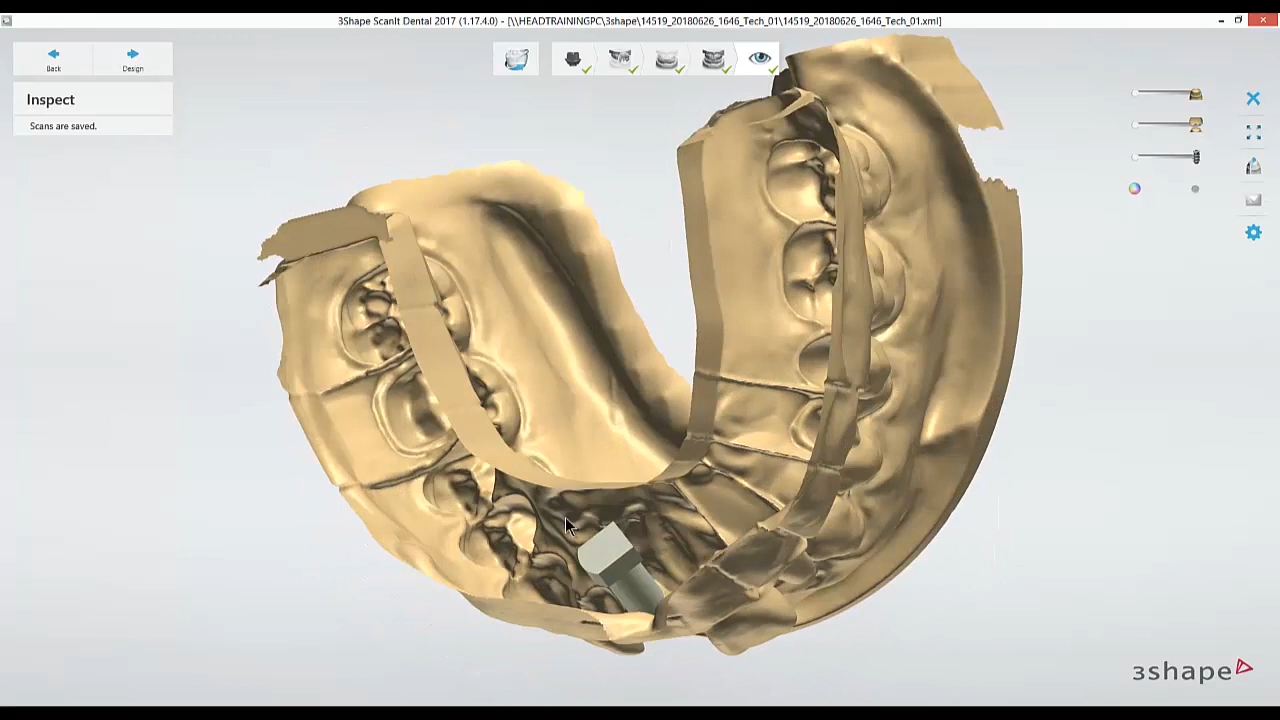 3Shape ScanIt Dental 2017 (1.17.4.0) - [\\HEADTRAININGPC\3shape\14519_20180626_1646_Tech_01\14519_20180626_1646_Tech_01.xml]
Back
Design
Inspect
Scans are saved.
3shape